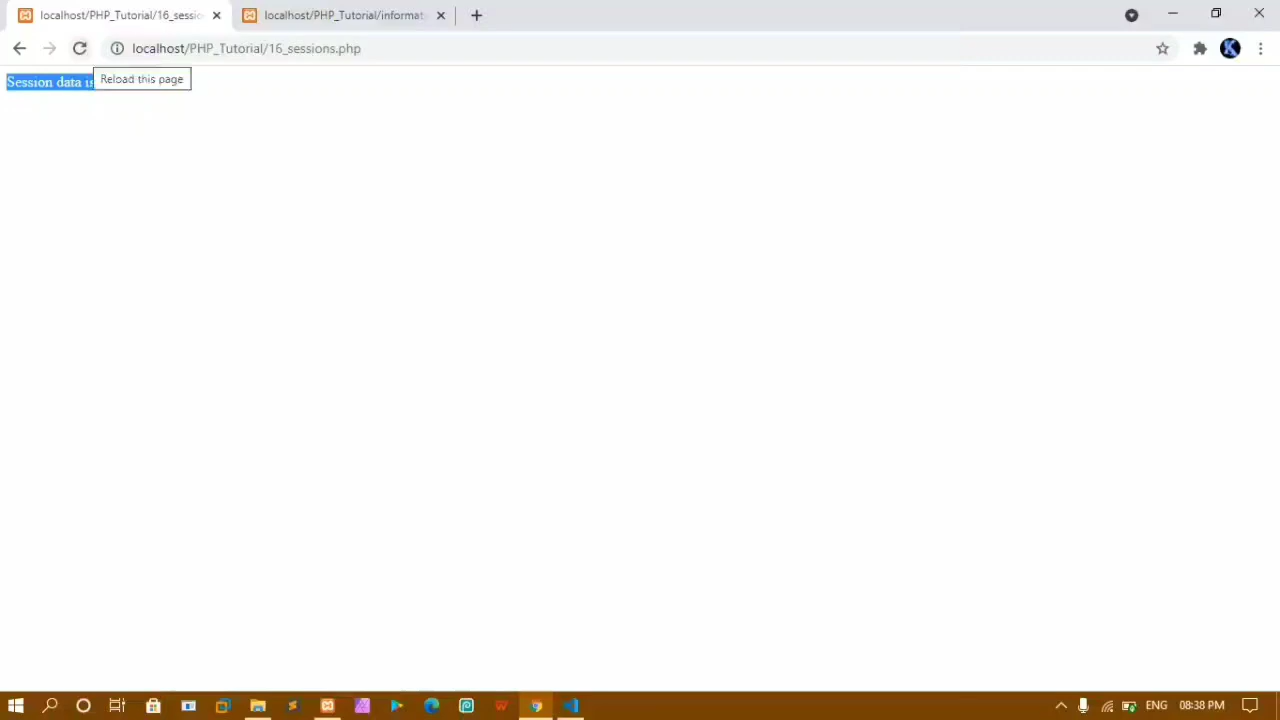 localhost/PHP_Tutorial/16_sessio
localhost/PHP_Tutorial/informat
localhost/PHP_Tutorial/16_sessions.php
Session data is
Reload this page
ENG
08:38 PM